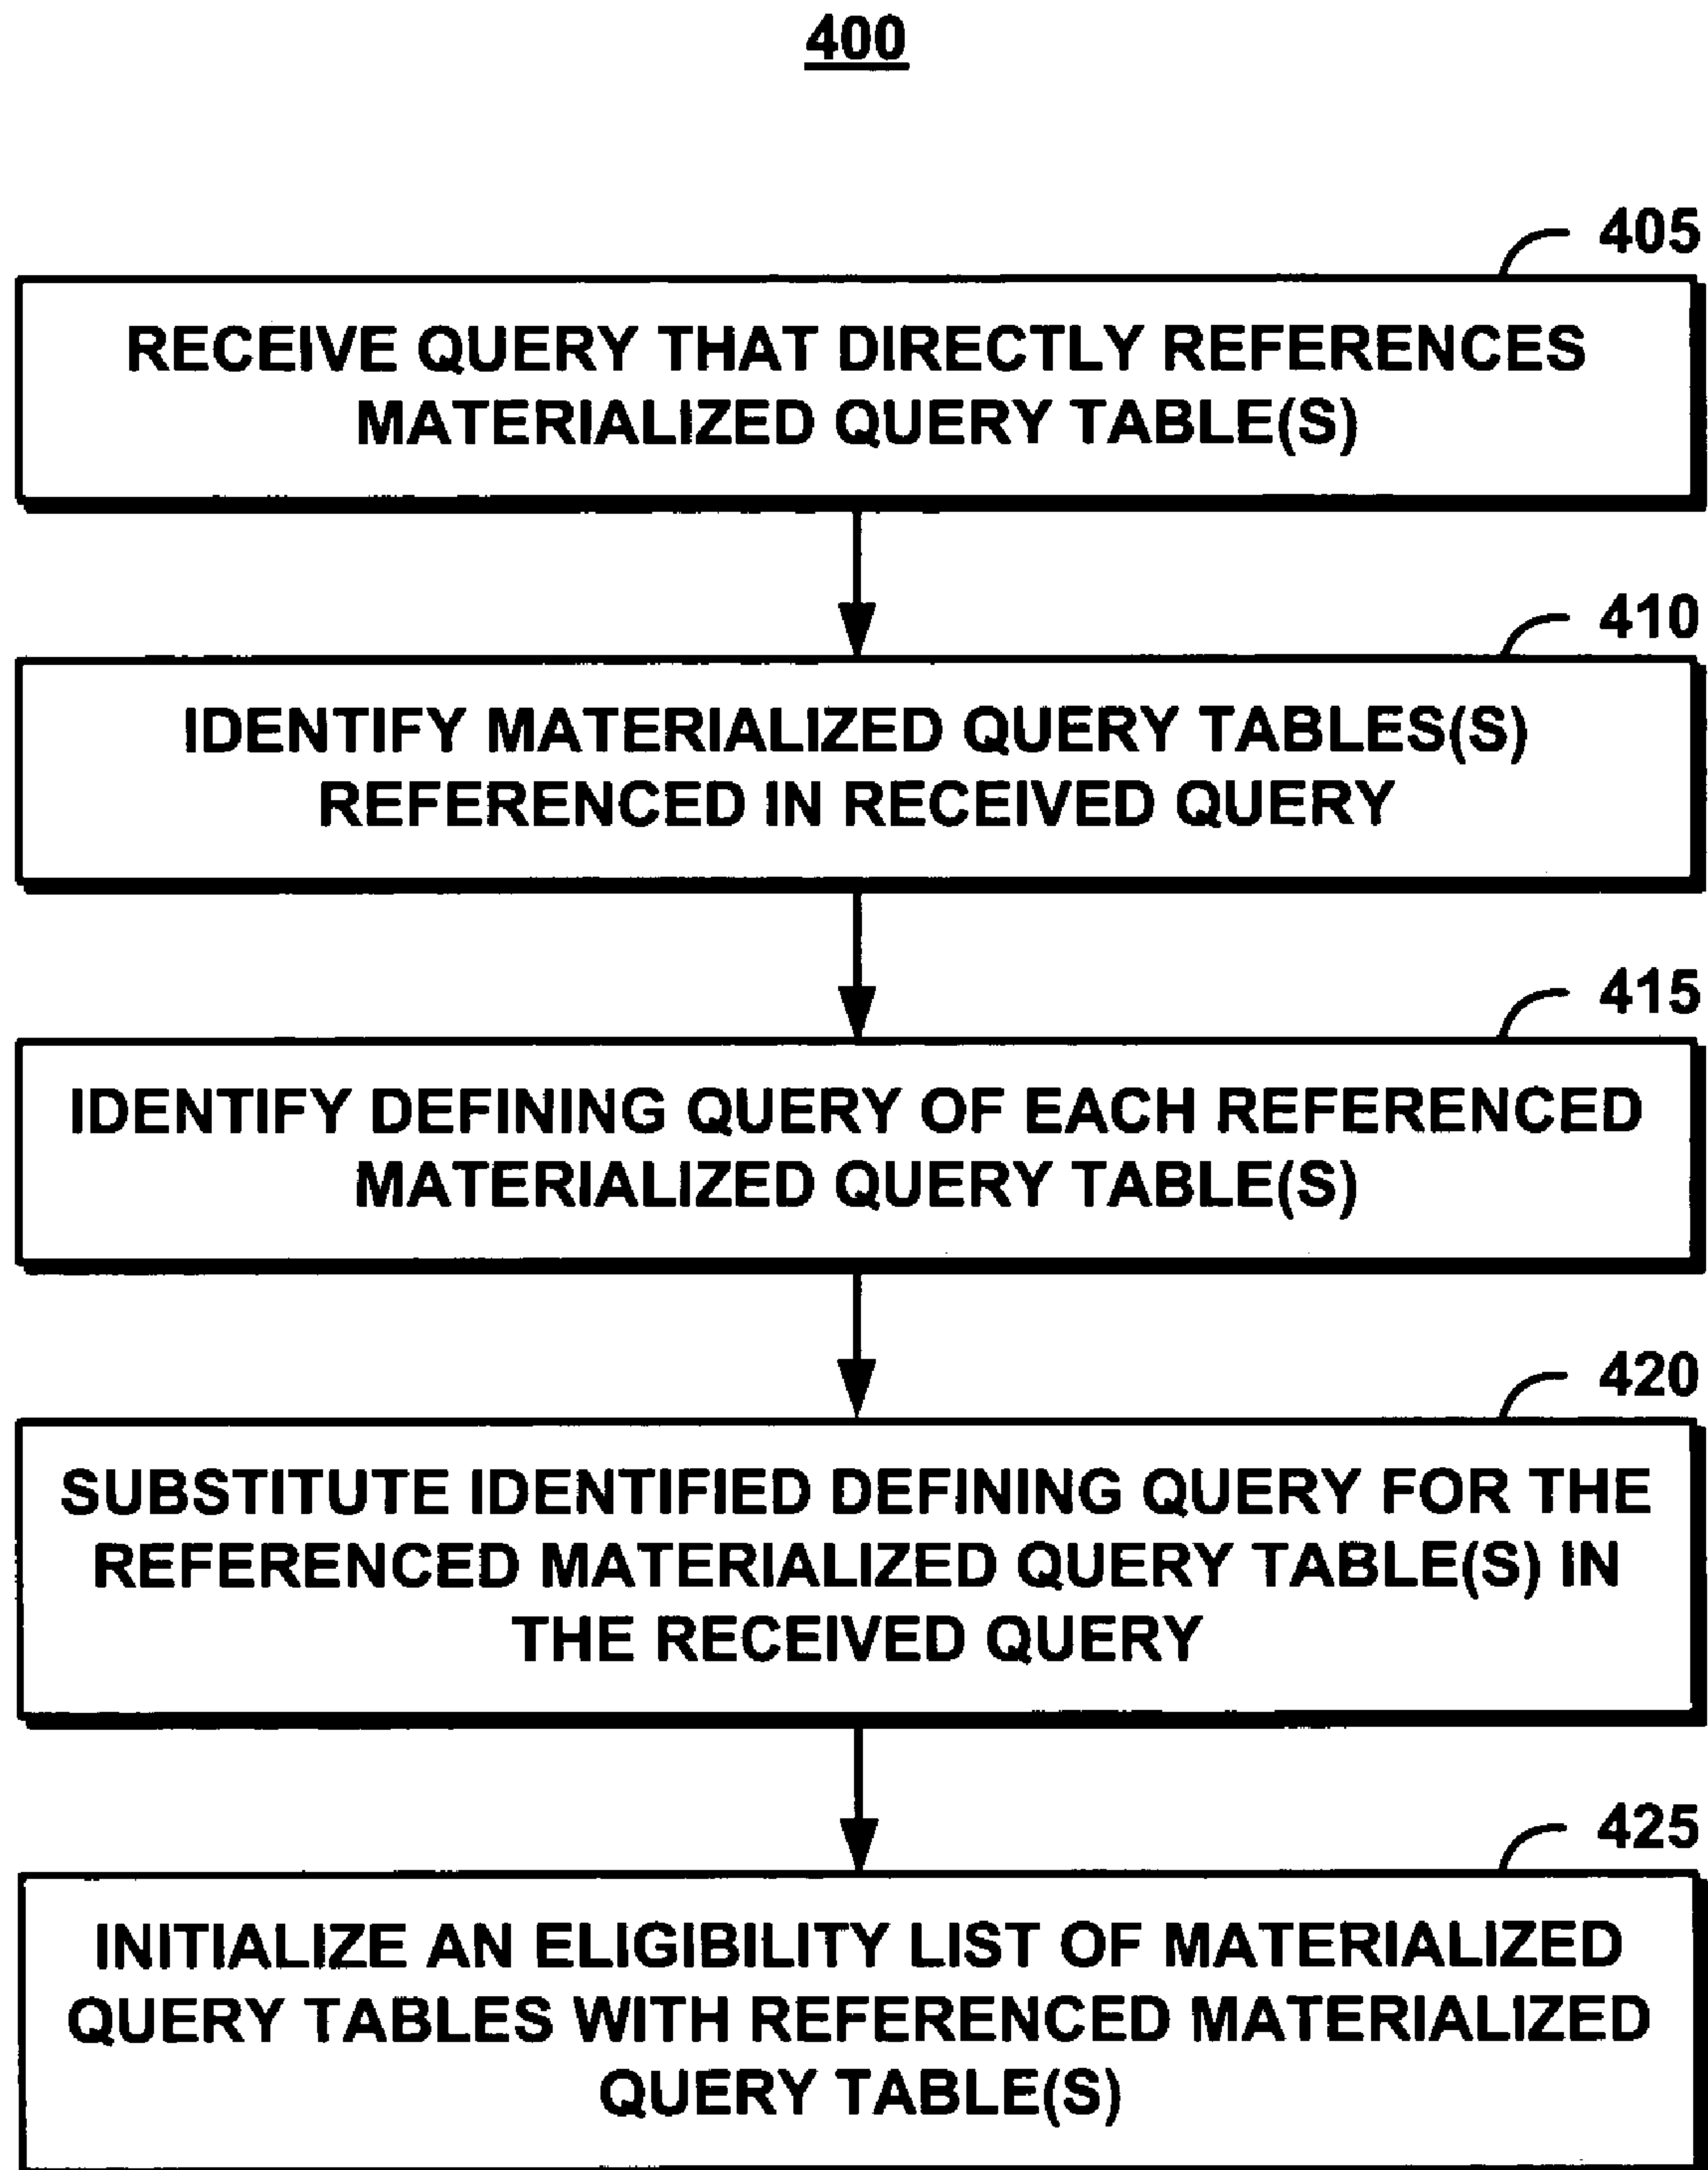 400
405
RECEIVE QUERY THAT DIRECTLY REFERENCES
MATERIALIZED QUERY TABLE(S)
410
IDENTIFY MATERIALIZED QUERY TABLES(S)
REFERENCED IN RECEIVED QUERY
415
IDENTIFY DEFINING QUERY OF EACH REFERENCED
MATERIALIZED QUERY TABLE(S)
420
SUBSTITUTE IDENTIFIED DEFINING QUERY FOR THE
REFERENCED MATERIALIZED QUERY TABLE(S) IN
THE RECEIVED QUERY
425
INITIALIZE AN ELIGIBILITY LIST OF MATERIALIZED
QUERY TABLES WITH REFERENCED MATERIALIZED
QUERY TABLE(S)